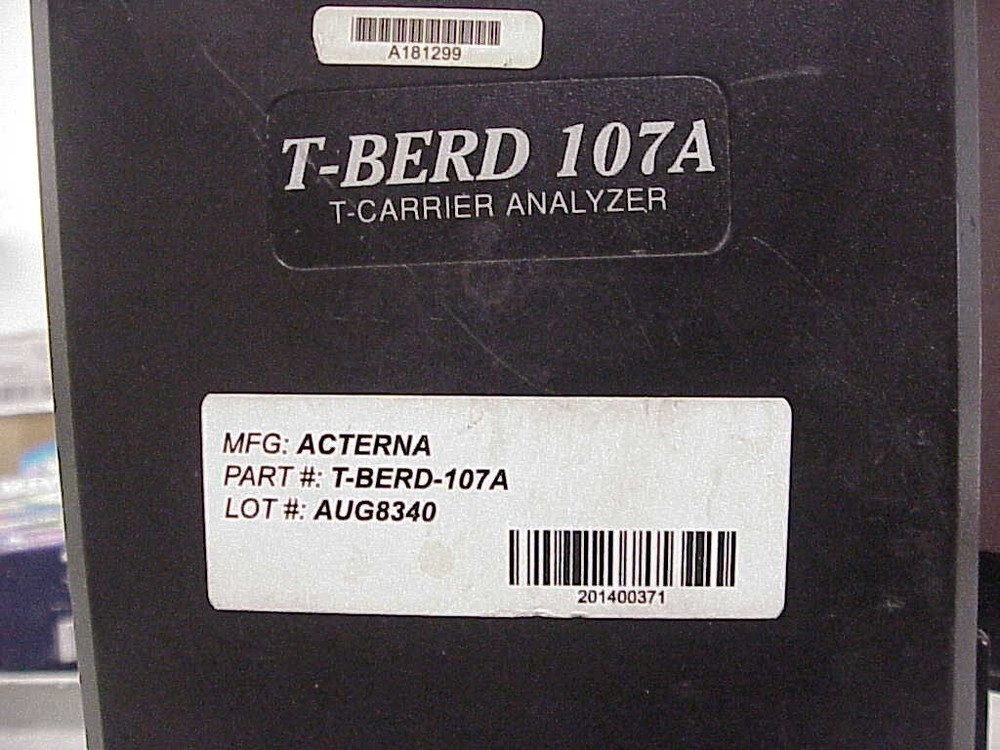 A181299
T-BERD 107A
T-CARRIER ANALYZER
MFG: ACTERNA
PART #: T-BERD-107A
LOT #: AUG8340
201400371